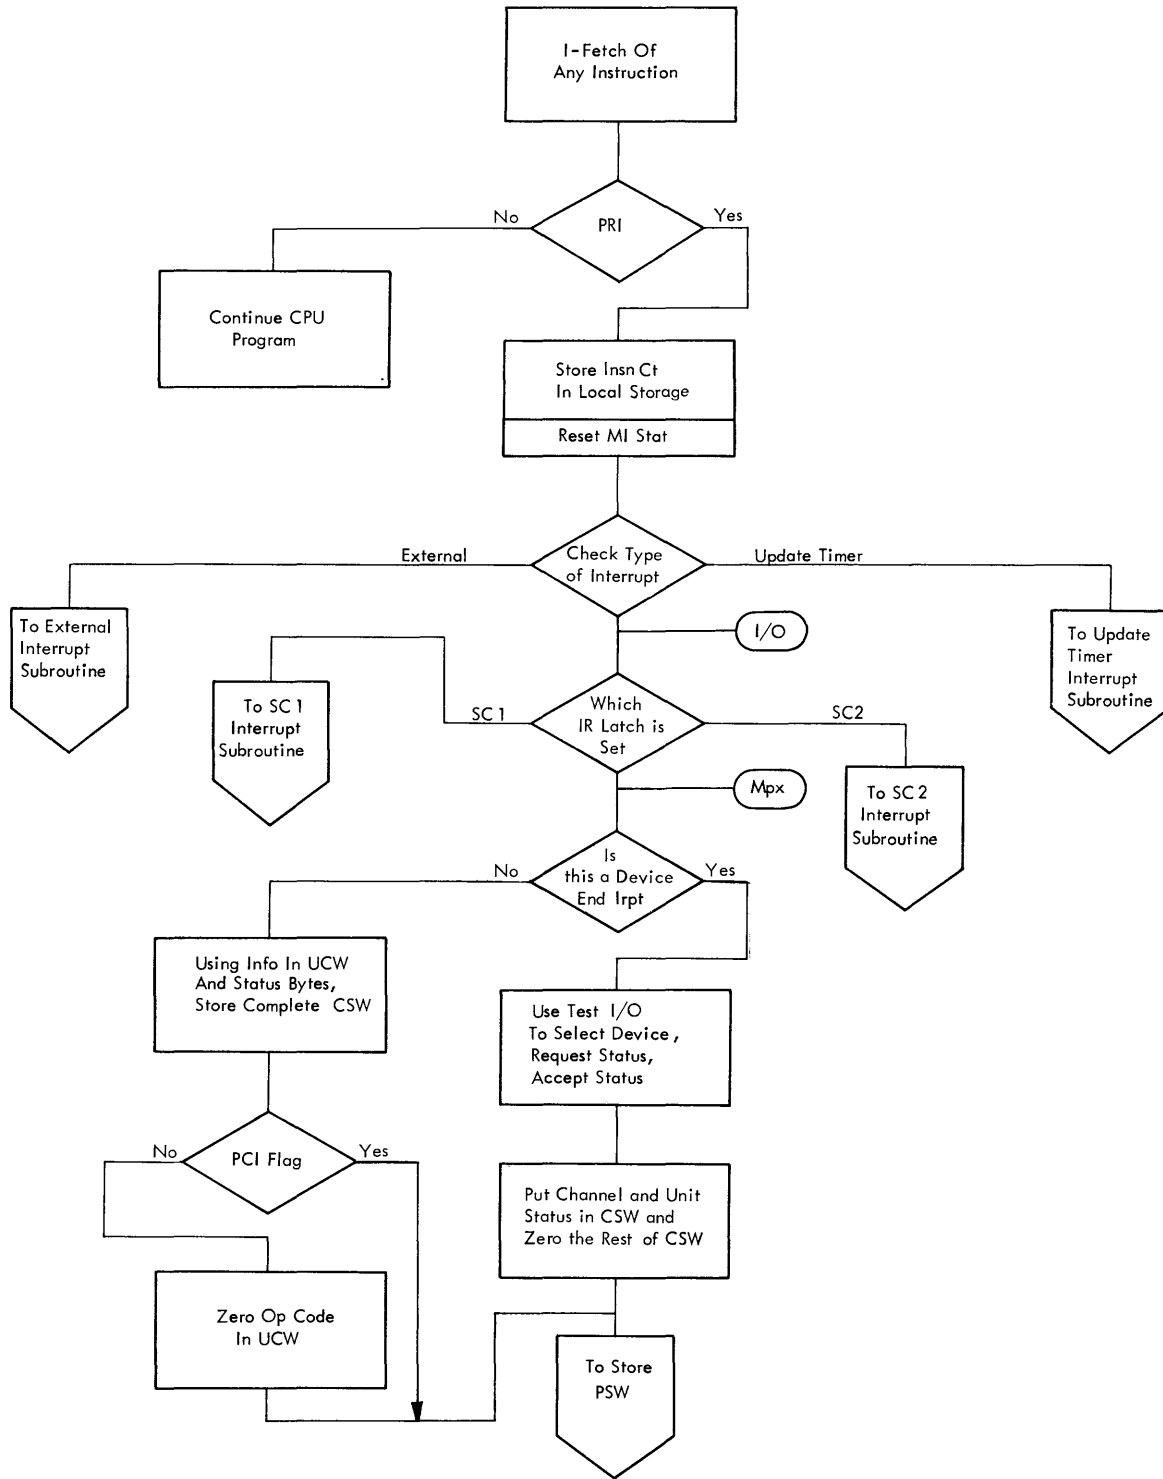 I-Fetch Of
Any Instruction
No
Yes
PRI
Continue CPU
Program
Store Insn Ct
In Local Storage
Reset MI Stat
External
Check Type
of Interrupt
Update Timer
To External
Interrupt
Subroutine
I/O
To Update
Timer
Interrupt
Subroutine
To SC 1
Interrupt
Subroutine
SC 1
Which
IR Latch is
Set
SC2
Mpx
To SC 2
Interrupt
Subroutine
No
Is
this a Device
End Irpt
Yes
Using Info In UCW
And Status Bytes,
Store Complete CSW
Use Test I/O
To Select Device,
Request Status,
Accept Status
No
PCI Flag
Yes
Put Channel and Unit
Status in CSW and
Zero the Rest of CSW
Zero Op Code
In UCW
To Store
PSW